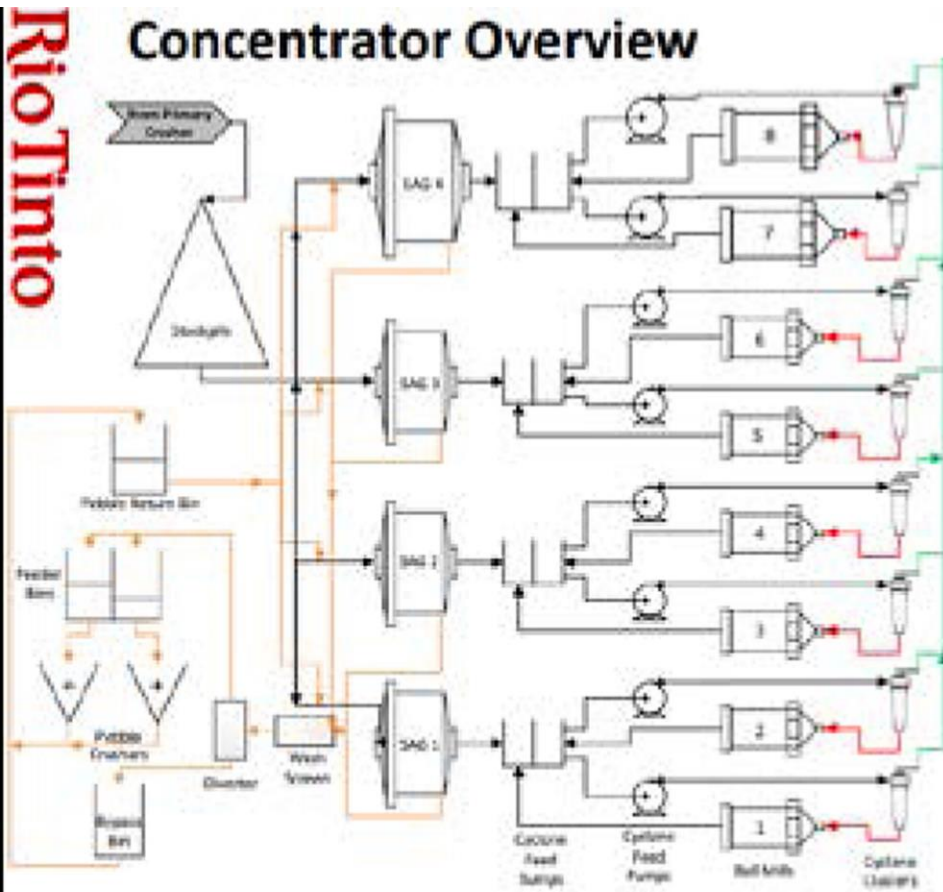 RioTinto
Concentrator Overview
From Primary
Crusher
Stockpile
SAG 4
SAG 3
SAG 2
SAG 1
8
7
6
5
4
3
2
1
Pebble Return Bin
Feeder
Bins
Pebble
Crushers
Diverter
Wash
Screen
Bypass
Bin
Cyclone
Feed
Sumps
Cyclone
Feed
Pumps
Ball Mills
Cyclone
Clusters